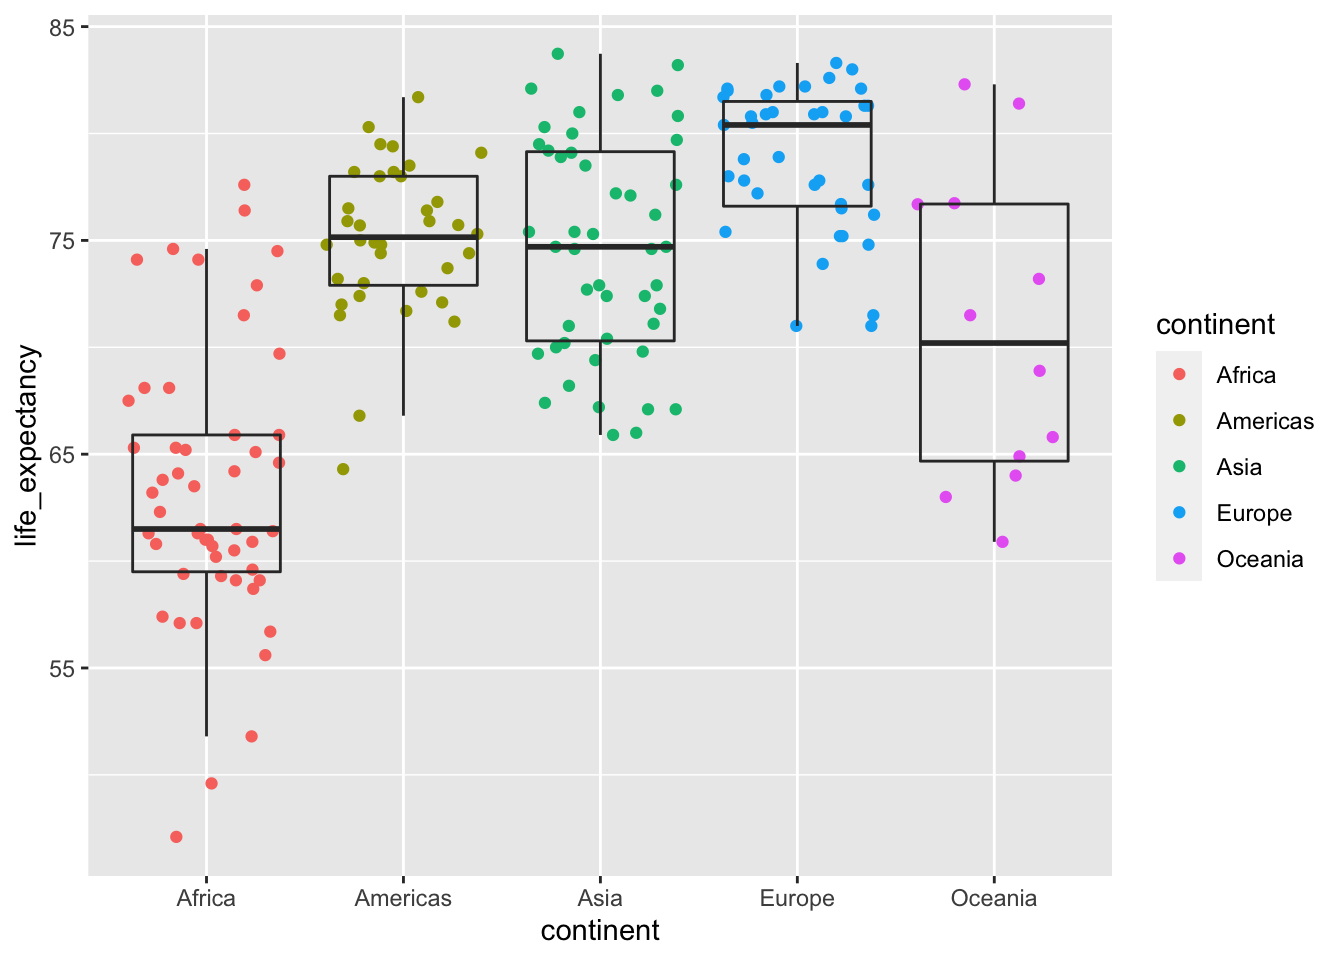 85
75
65
55
life_expectancy
Africa
Americas
Asia
Europe
Oceania
continent
continent
Africa
Americas
Asia
Europe
Oceania